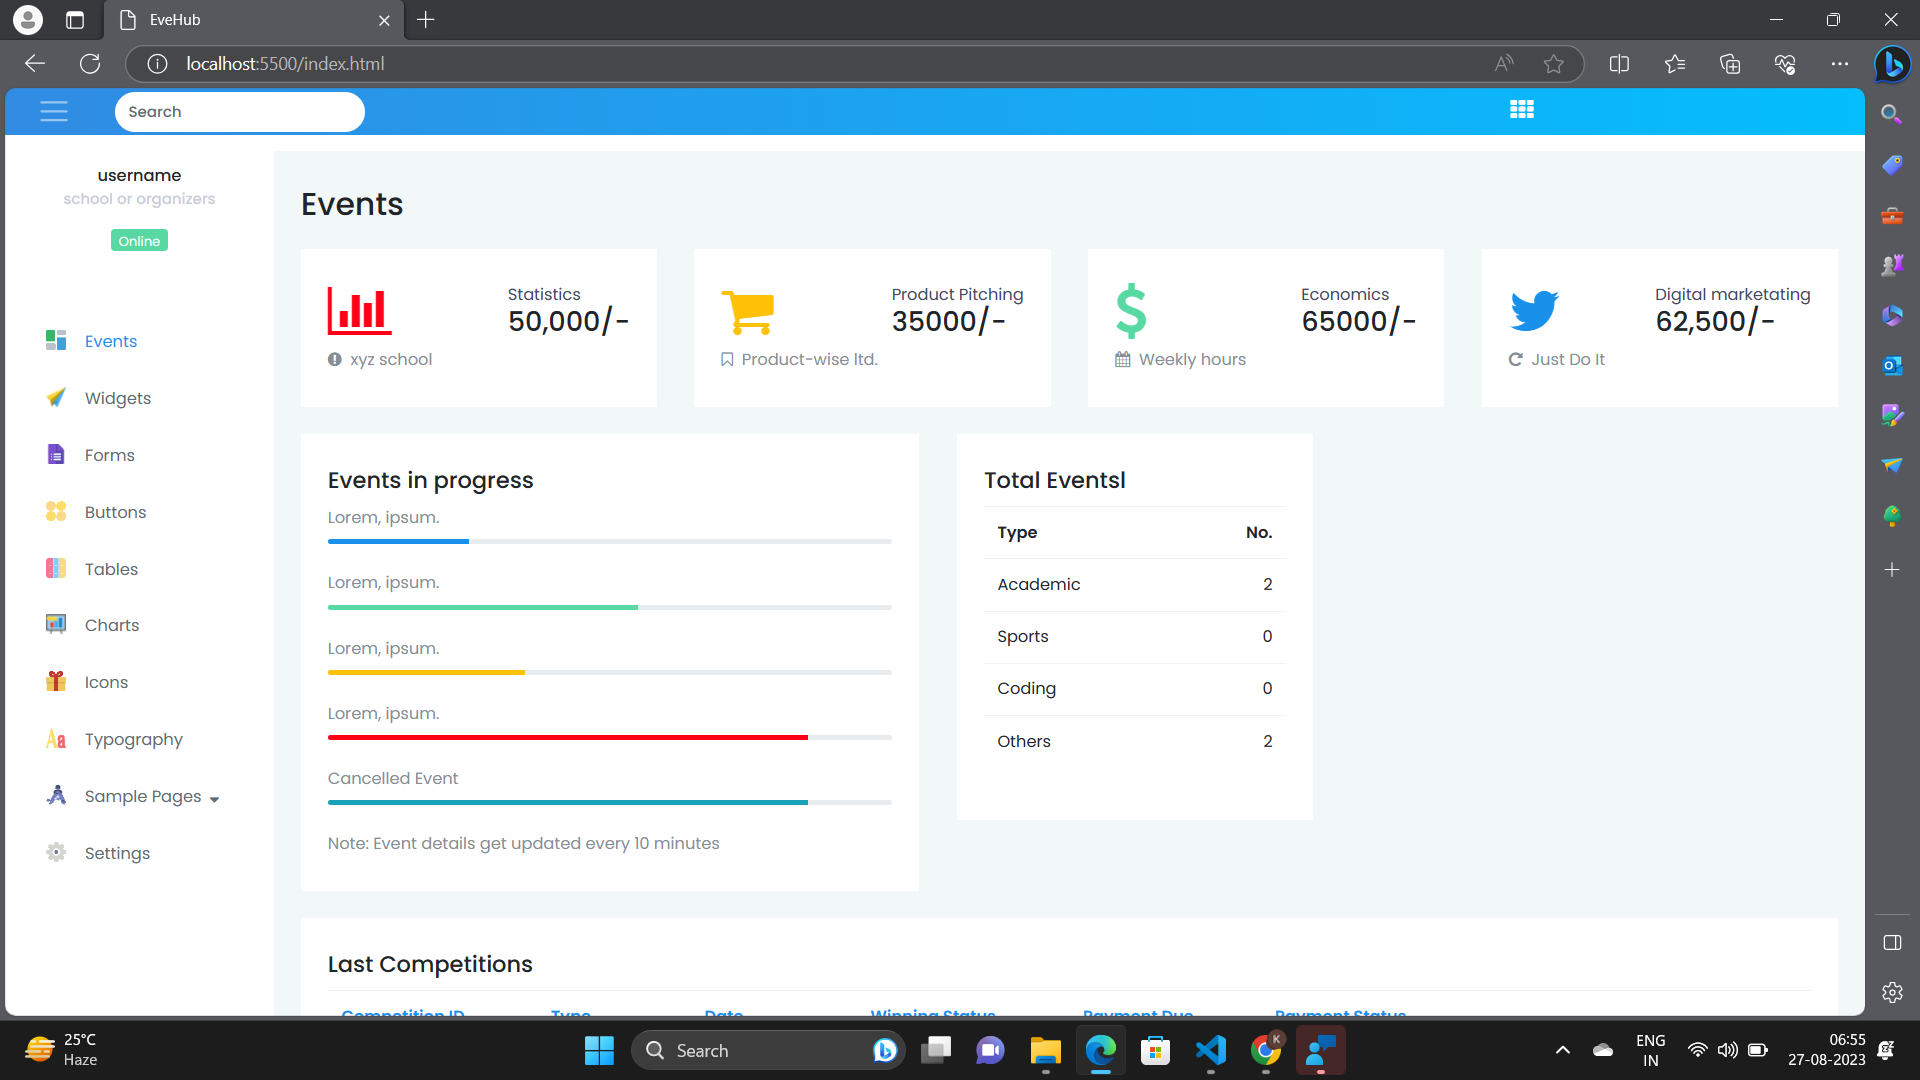 EveHub
localhost:5500/index.html
Search
username
school or organizers
Online
Events
Widgets
Forms
Buttons
Tables
Charts
Icons
Typography
Sample Pages
Settings
Events
Statistics
50,000/-
xyz school
Product Pitching
35000/-
Product-wise ltd.
Economics
65000/-
Weekly hours
Digital marketating
62,500/-
Just Do It
Events in progress
Lorem, ipsum.
Lorem, ipsum.
Lorem, ipsum.
Lorem, ipsum.
Cancelled Event
Note: Event details get updated every 10 minutes
Total Eventsl
Type No.
Academic 2
Sports 0
Coding 0
Others 2
Last Competitions
Competition ID Type Date Winning Status Payment Due Payment Status
25°C
Haze
Search
K
ENG
IN
06:55
27-08-2023